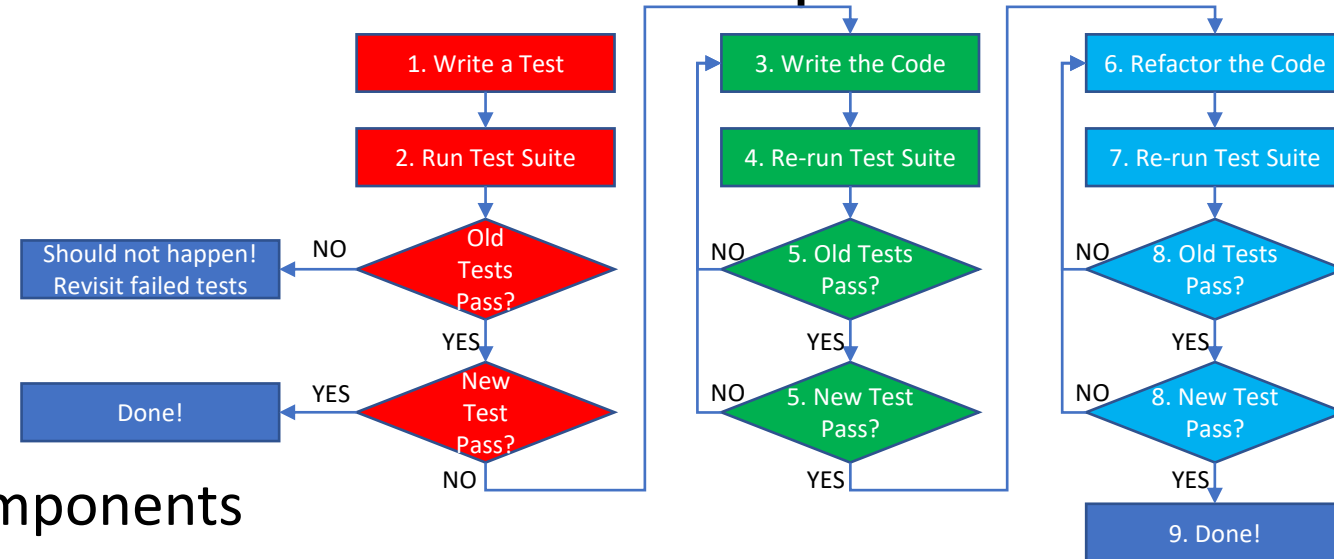 1. Write a Test
2. Run Test Suite
Old
Tests
Pass?
NO
Should not happen!
Revisit failed tests
YES
New
Test
Pass?
YES
Done!
NO
3. Write the Code
4. Re-run Test Suite
5. Old Tests
Pass?
NO
YES
5. New Test
Pass?
NO
YES
6. Refactor the Code
7. Re-run Test Suite
8. Old Tests
Pass?
NO
YES
8. New Test
Pass?
NO
YES
9. Done!
mponents